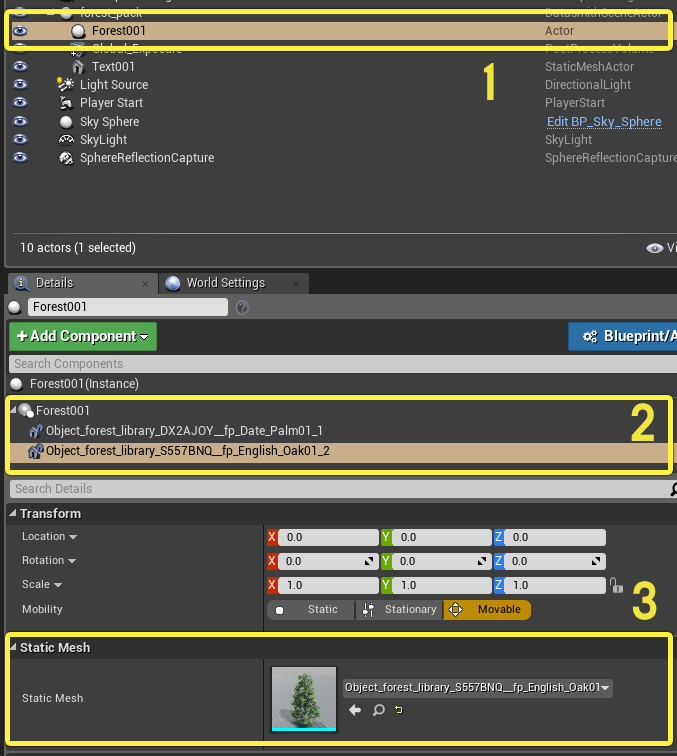 forest_pack DatasmithSceneActor
Forest001 Actor
Global_Exposure PostProcessVolume
Text001 StaticMeshActor
Light Source DirectionalLight
1
Player Start PlayerStart
Sky Sphere Edit BP_Sky_Sphere
SkyLight SkyLight
SphereReflectionCapture SphereReflectionCapture
10 actors (1 selected) Vi
Details × World Settings ×
Forest001 ?
+ Add Component Blueprint/A
Search Components
Forest001(Instance)
Forest001
2
Object_forest_library_DX2AJOY__fp_Date_Palm01_1
Object_forest_library_S557BNQ__fp_English_Oak01_2
Search Details
Transform
Location X 0.0 Y 0.0 Z 0.0
Rotation X 0.0 Y 0.0 Z 0.0
Scale X 1.0 Y 1.0 Z 1.0
3
Mobility Static Stationary Movable
Static Mesh
Static Mesh Object_forest_library_S557BNQ__fp_English_Oak01